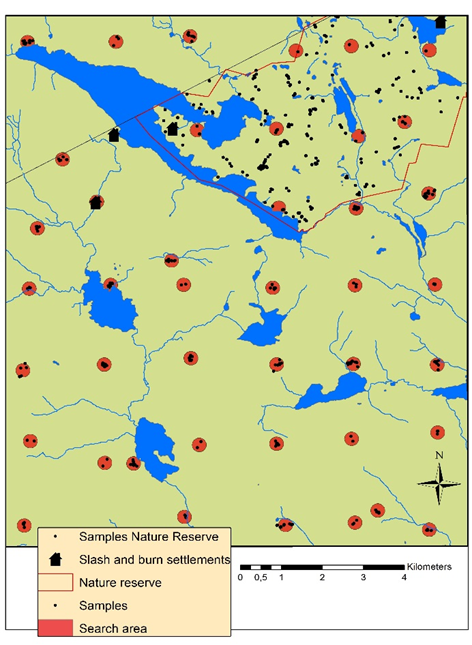 N
Samples Nature Reserve
Slash and burn settlements
Nature reserve
Samples
Search area
Kilometers
0 0,5 1 2 3 4